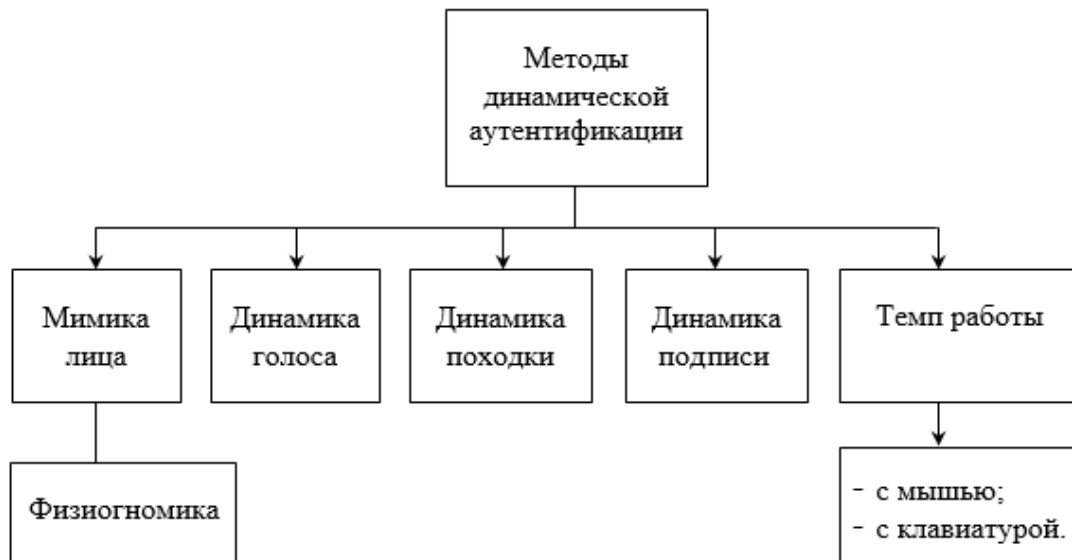 Методы
динамической
аутентификации
Мимика
лица
Динамика
голоса
Динамика
походки
Динамика
подписи
Темп работы
Физиогномика
- с мышью;
- с клавиатурой.